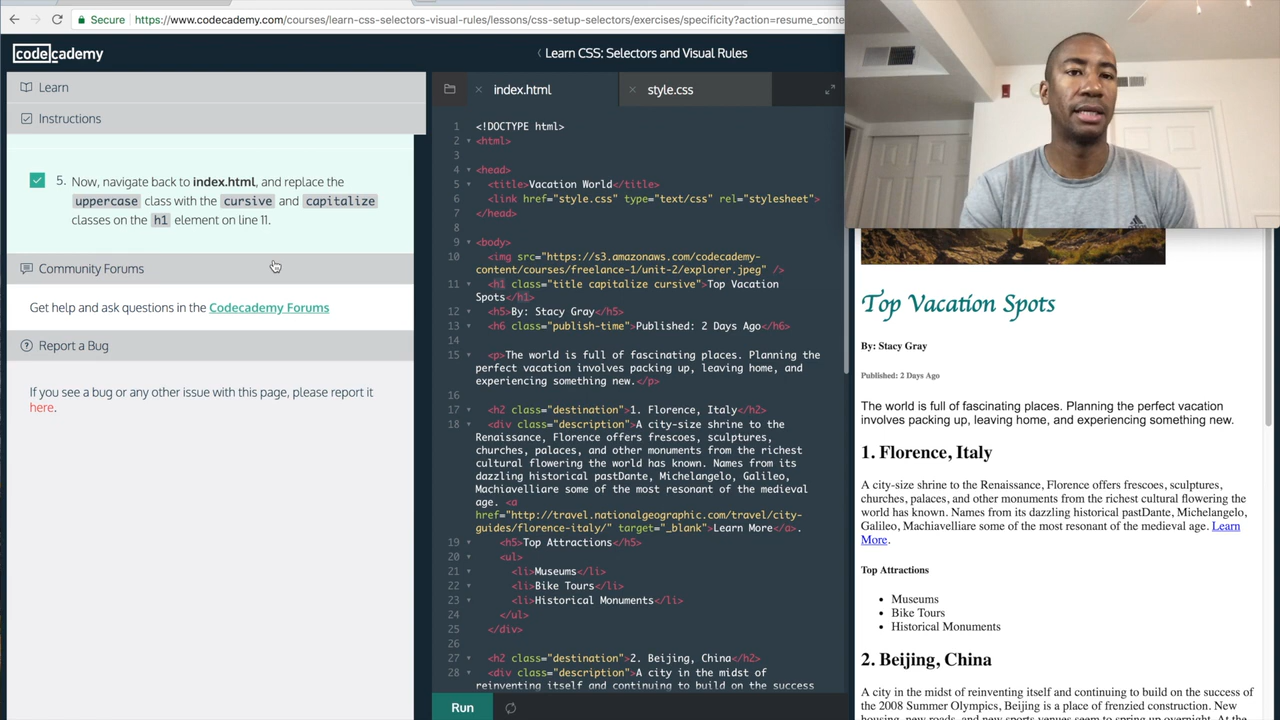 Secure https://www.codecademy.com/courses/learn-css-selectors-visual-rules/lessons/css-setup-selectors/exercises/specificity?action=resume_conte
codecademy
Learn CSS: Selectors and Visual Rules
Learn
Instructions
5. Now, navigate back to index.html, and replace the
uppercase class with the cursive and capitalize
classes on the h1 element on line 11.
Community Forums
Get help and ask questions in the Codecademy Forums
Report a Bug
If you see a bug or any other issue with this page, please report it
here.
index.html
style.css
1 <!DOCTYPE html>
2 <html>
3
4 <head>
5 <title>Vacation World</title>
6 <link href="style.css" type="text/css" rel="stylesheet">
7 </head>
8
9 <body>
10 <img src="https://s3.amazonaws.com/codecademy-
content/courses/freelance-1/unit-2/explorer.jpeg" />
11 <h1 class="title capitalize cursive">Top Vacation
Spots</h1>
12 <h5>By: Stacy Gray</h5>
13 <h6 class="publish-time">Published: 2 Days Ago</h6>
14
15 <p>The world is full of fascinating places. Planning the
perfect vacation involves packing up, leaving home, and
experiencing something new.</p>
16
17 <h2 class="destination">1. Florence, Italy</h2>
18 <div class="description">A city-size shrine to the
Renaissance, Florence offers frescoes, sculptures,
churches, palaces, and other monuments from the richest
cultural flowering the world has known. Names from its
dazzling historical pastDante, Michelangelo, Galileo,
Machiavelliare some of the most resonant of the medieval
age. <a
href="http://travel.nationalgeographic.com/travel/city-
guides/florence-italy/" target="_blank">Learn More</a>.
19 <h5>Top Attractions</h5>
20 <ul>
21 <li>Museums</li>
22 <li>Bike Tours</li>
23 <li>Historical Monuments</li>
24 </ul>
25 </div>
26
27 <h2 class="destination">2. Beijing, China</h2>
28 <div class="description">A city in the midst of
reinventing itself and continuing to build on the success
Run
Top Vacation Spots
By: Stacy Gray
Published: 2 Days Ago
The world is full of fascinating places. Planning the perfect vacation
involves packing up, leaving home, and experiencing something new.
1. Florence, Italy
A city-size shrine to the Renaissance, Florence offers frescoes, sculptures,
churches, palaces, and other monuments from the richest cultural flowering the
world has known. Names from its dazzling historical pastDante, Michelangelo,
Galileo, Machiavelliare some of the most resonant of the medieval age. Learn
More.
Top Attractions
Museums
Bike Tours
Historical Monuments
2. Beijing, China
A city in the midst of reinventing itself and continuing to build on the success of
the 2008 Summer Olympics, Beijing is a place of frenzied construction. New
housing, new roads, and new sports venues seem to spring up overnight. At the